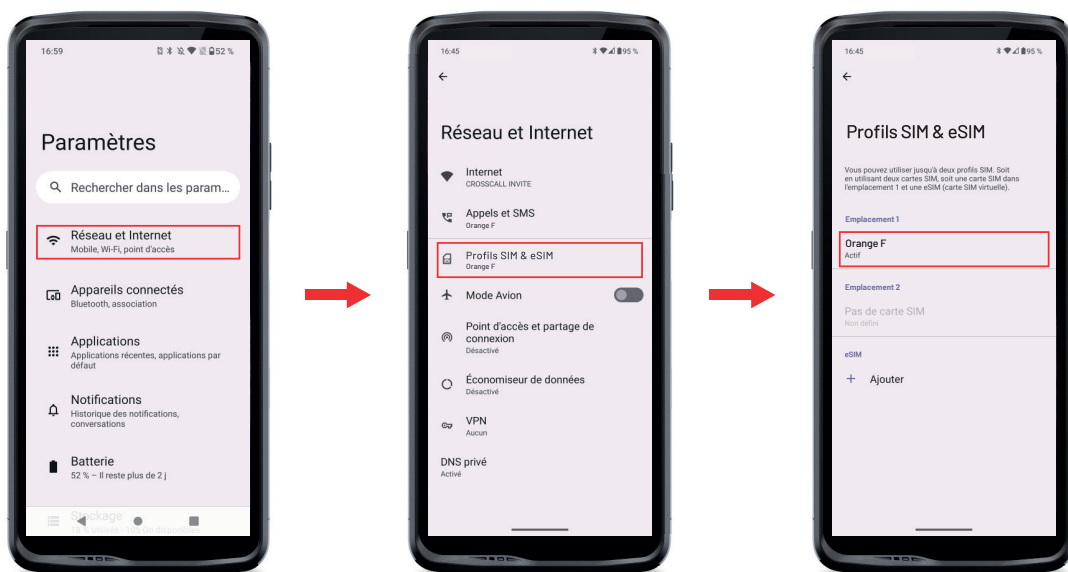 16:59
52 %
Paramètres
Rechercher dans les param...
Réseau et Internet
Mobile, Wi-Fi, point d'accès
Appareils connectés
Bluetooth, association
Applications
Applications récentes, applications par
défaut
Notifications
Historique des notifications,
conversations
Batterie
52 % – Il reste plus de 2 j
Stockage
16:45
95 %
Réseau et Internet
Internet
CROSSCALL INVITE
Appels et SMS
Orange F
Profils SIM & eSIM
Orange F
Mode Avion
Point d'accès et partage de
connexion
Désactivé
Économiseur de données
Désactivé
VPN
Aucun
DNS privé
Activé
16:45
95 %
Profils SIM & eSIM
Vous pouvez utiliser jusqu'à deux profils SIM. Soit
en utilisant deux cartes SIM, soit une carte SIM dans
l'emplacement 1 et une eSIM (carte SIM virtuelle).
Emplacement 1
Orange F
Actif
Emplacement 2
Pas de carte SIM
Non défini
eSIM
+ Ajouter